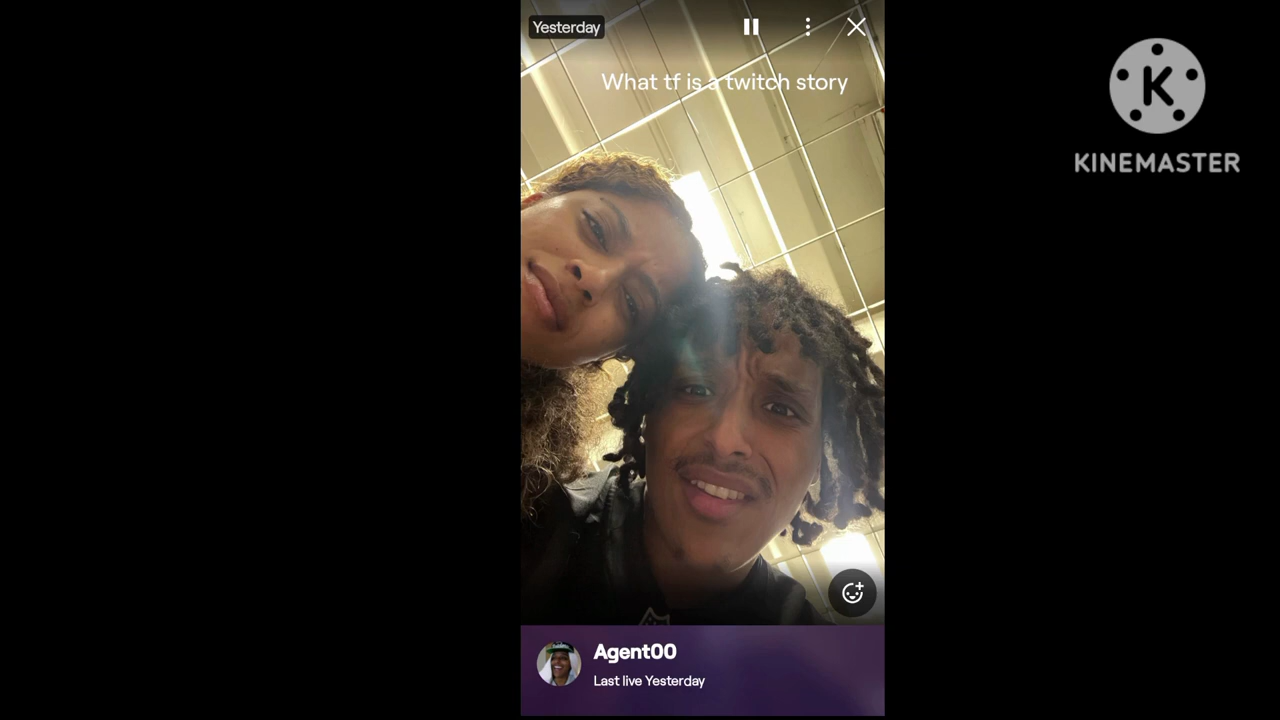 Yesterday
What tf is a twitch story
KINEMASTER
Agent00
Last live Yesterday